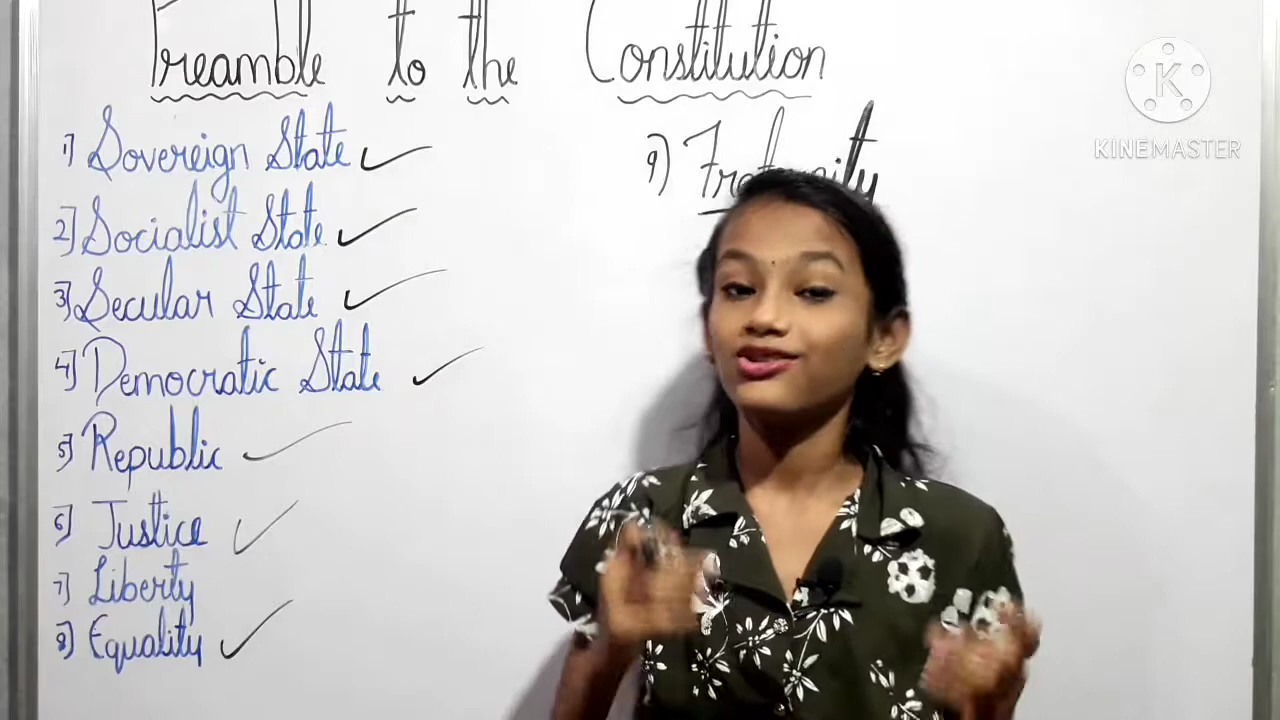 Preamble to the Constitution
1) Sovereign State
2] Socialist State
3] Secular State
4] Democratic State
5] Republic
6] Justice
7] Liberty
8) Equality
9) Fraternity
K
KINEMASTER